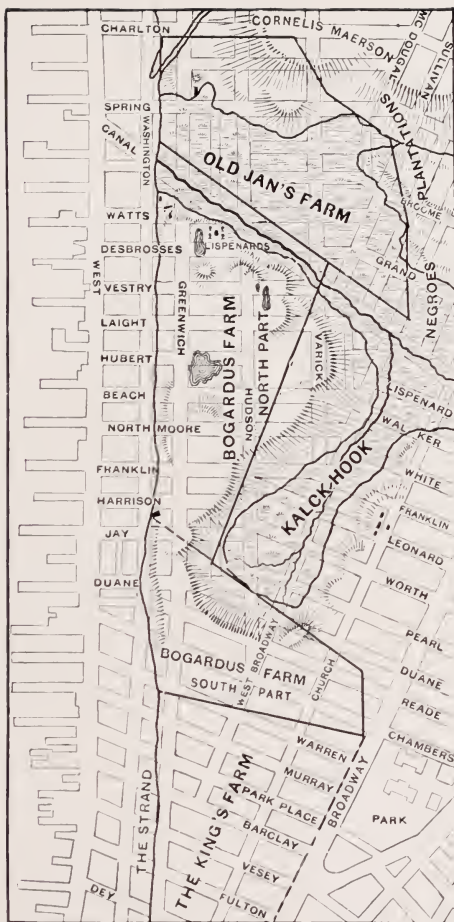 CHARLTON
CORNELIS MAERSON
MC DOUGAL
SULLIVAN
SPRING
WASHINGTON
CANAL
PLANTATIONS
OLD JAN'S FARM
BROOME
WATTS
GRAND
DESBROSSES
LISPENARDS
NEGROES
WEST
VESTRY
GREENWICH
BOGARDUS FARM
NORTH PART
VARICK
LAIGHT
HUBERT
HUDSON
LISPENARD
BEACH
WALKER
NORTH MOORE
KALCK-HOOK
WHITE
FRANKLIN
FRANKLIN
HARRISON
LEONARD
JAY
WORTH
DUANE
PEARL
BOGARDUS FARM
SOUTH PART
WEST BROADWAY
CHURCH
DUANE
READE
CHAMBERS
WARREN
MURRAY
BROADWAY
THE STRAND
THE KING'S FARM
PARK PLACE
PARK
BARCLAY
VESEY
DEY
FULTON